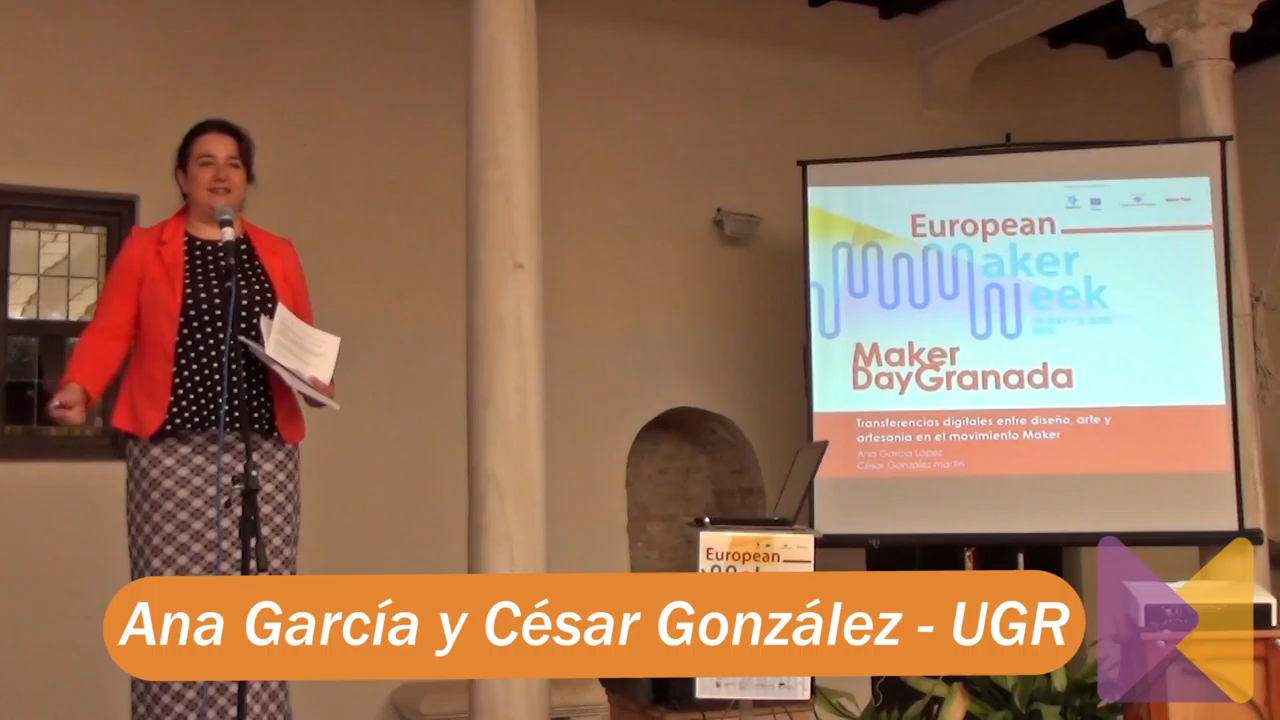 European
Maker
Week
Maker
DayGranada
Transferencias digitales entre diseño, arte y
artesania en el movimiento Maker
Ana García López
César González martín
European
Ana García y César González - UGR